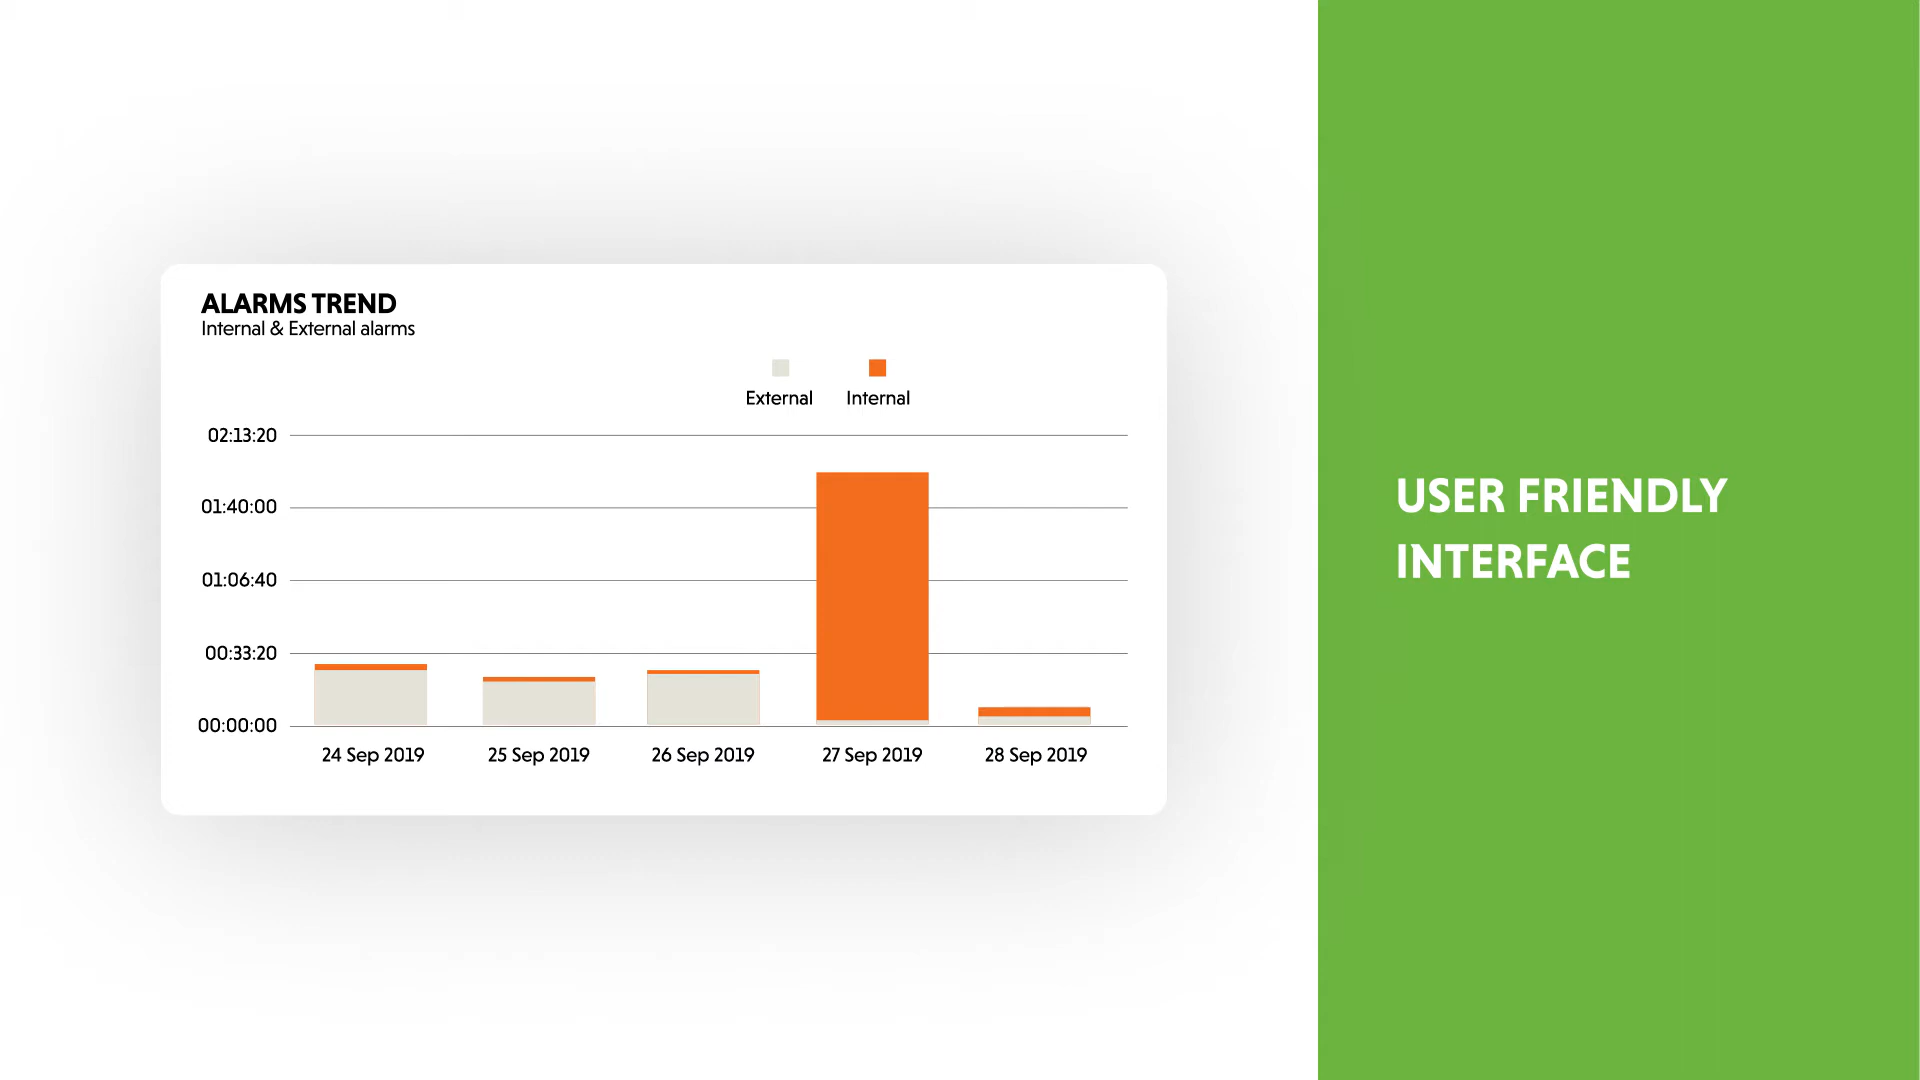 ALARMS TREND
Internal & External alarms
External Internal
02:13:20
01:40:00
01:06:40
00:33:20
00:00:00
24 Sep 2019 25 Sep 2019 26 Sep 2019 27 Sep 2019 28 Sep 2019
USER FRIENDLY
INTERFACE